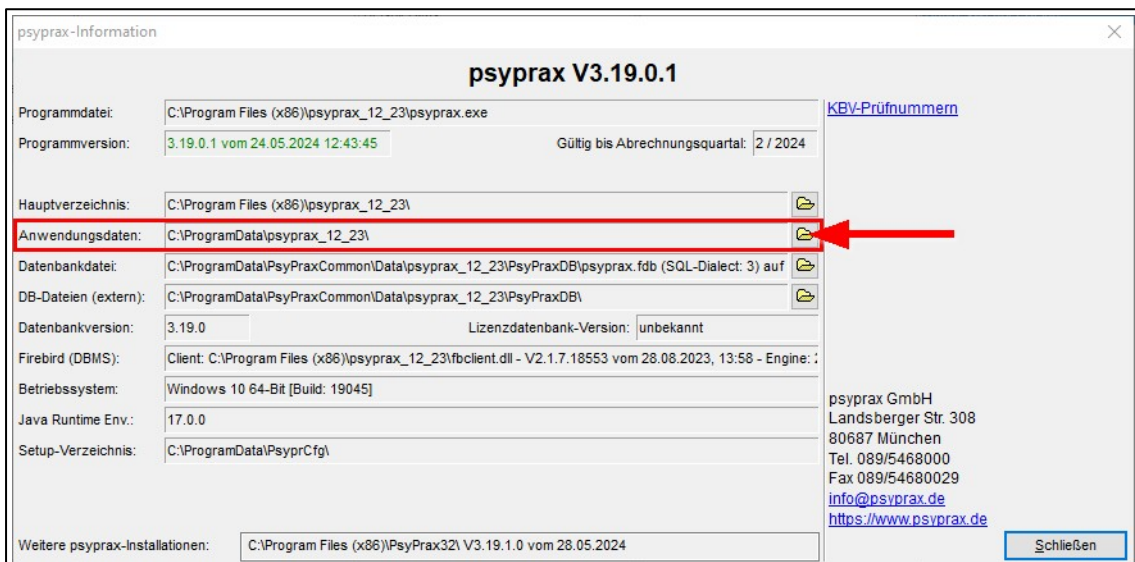 psyprax-Information
psyprax V3.19.0.1
Programmdatei: C:\Program Files (x86)\psyprax_12_23\psyprax.exe
KBV-Prüfnummern
Programmversion: 3.19.0.1 vom 24.05.2024 12:43:45 Gültig bis Abrechnungsquartal: 2 / 2024
Hauptverzeichnis: C:\Program Files (x86)\psyprax_12_23\
Anwendungsdaten: C:\ProgramData\psyprax_12_23\
Datenbankdatei: C:\ProgramData\PsyPraxCommon\Data\psyprax_12_23\PsyPraxDB\psyprax.fdb (SQL-Dialect: 3) auf
DB-Dateien (extern): C:\ProgramData\PsyPraxCommon\Data\psyprax_12_23\PsyPraxDB\
Datenbankversion: 3.19.0 Lizenzdatenbank-Version: unbekannt
Firebird (DBMS): Client: C:\Program Files (x86)\psyprax_12_23\fbclient.dll - V2.1.7.18553 vom 28.08.2023, 13:58 - Engine:
Betriebssystem: Windows 10 64-Bit [Build: 19045]
Java Runtime Env.: 17.0.0
Setup-Verzeichnis: C:\ProgramData\PsyprCfg\
psyprax GmbH
Landsberger Str. 308
80687 München
Tel. 089/5468000
Fax 089/54680029
info@psyprax.de
https://www.psyprax.de
Weitere psyprax-Installationen: C:\Program Files (x86)\PsyPrax32\ V3.19.1.0 vom 28.05.2024
Schließen